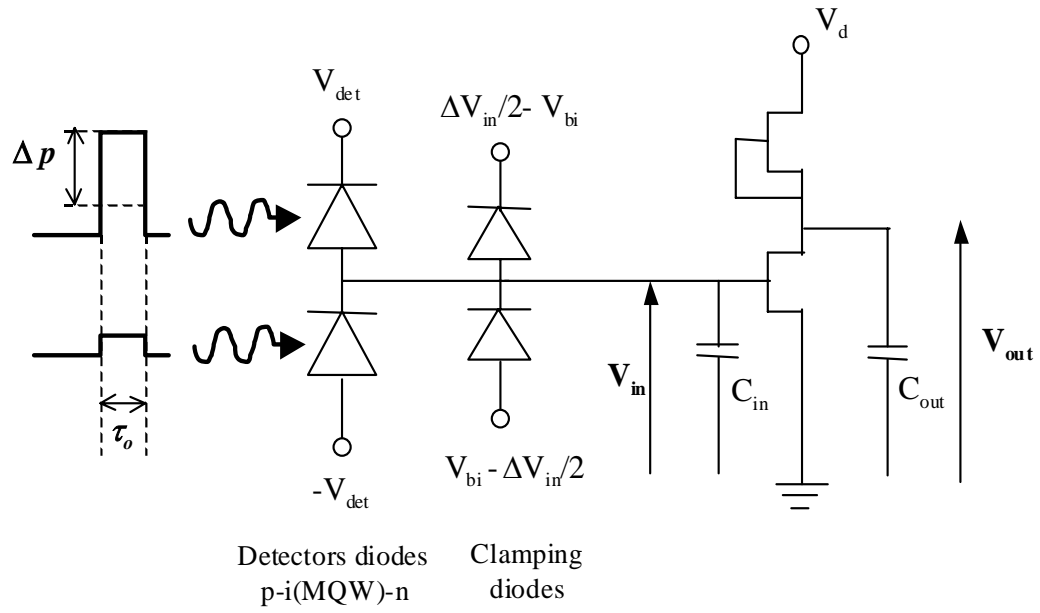 V_d
V_det
ΔV_in/2- V_bi
Δp
V_in
C_in
C_out
V_out
τ_o
-V_det
V_bi - ΔV_in/2
Detectors diodes
p-i(MQW)-n
Clamping
diodes